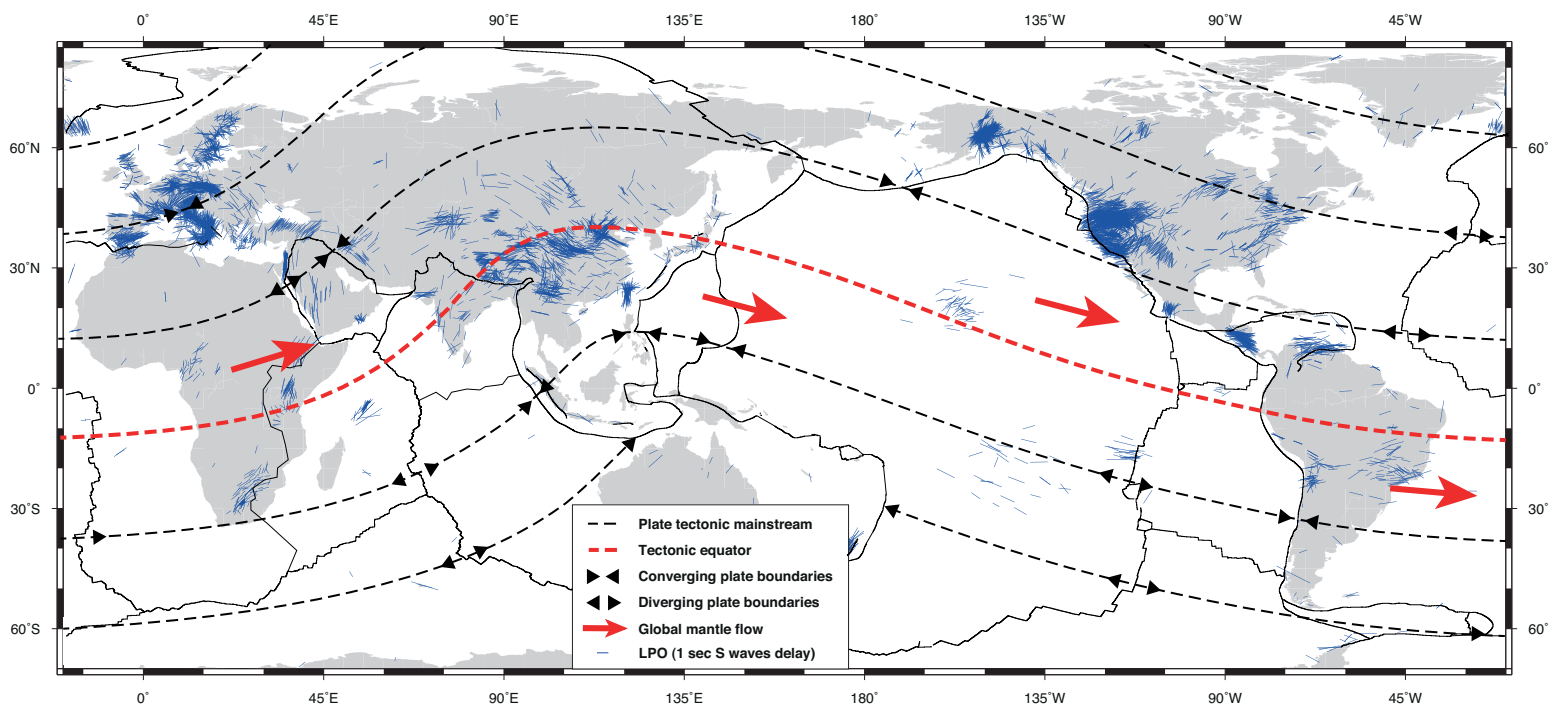 0° 45°E 90°E 135°E 180° 135°W 90°W 45°W
60°N 60°
30°N 30°
0° 0°
30°S 30°
60°S 60°
Plate tectonic mainstream
Tectonic equator
Converging plate boundaries
Diverging plate boundaries
Global mantle flow
LPO (1 sec S waves delay)
0° 45°E 90°E 135°E 180° 135°W 90°W 45°W